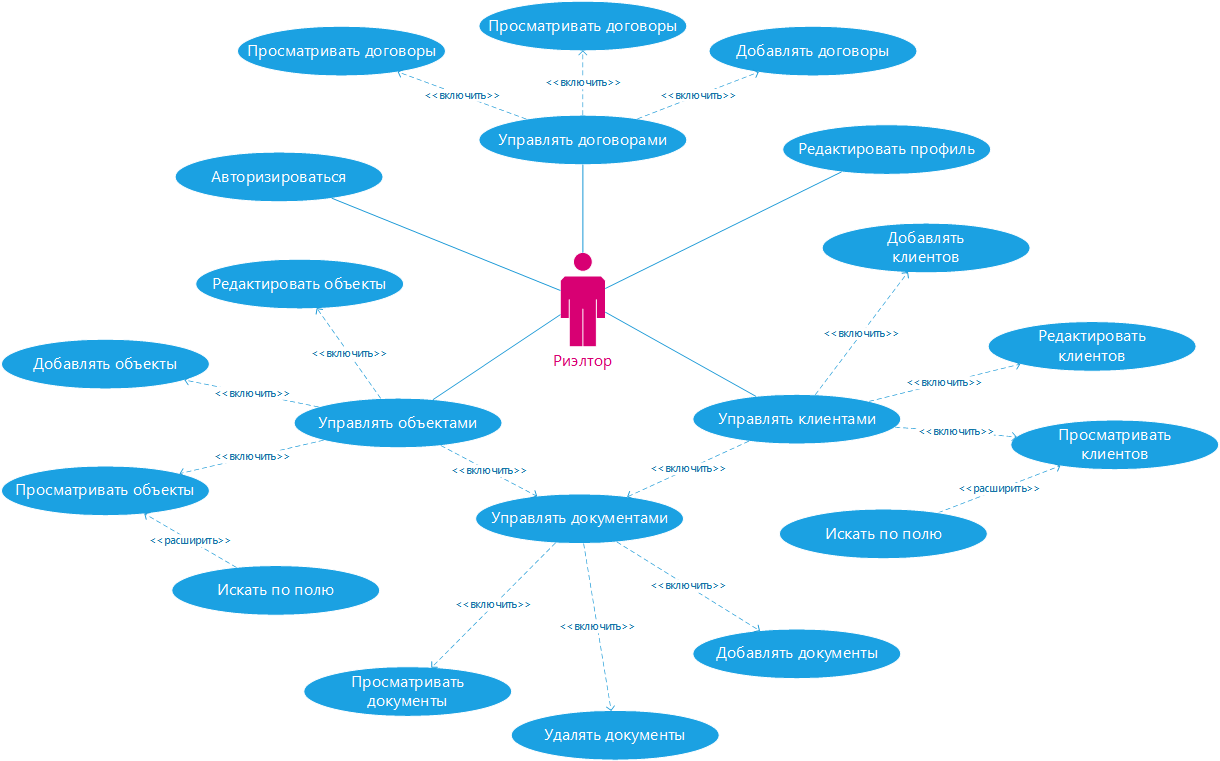 Просматривать договоры
Просматривать договоры
Добавлять договоры
<<включить>>
<<включить>>
<<включить>>
Управлять договорами
Редактировать профиль
Авторизироваться
Добавлять
клиентов
Редактировать объекты
<<включить>>
Риэлтор
<<включить>>
Редактировать
клиентов
Добавлять объекты
<<включить>>
<<включить>>
Управлять объектами
Управлять клиентами
<<включить>>
Просматривать
клиентов
<<включить>>
<<включить>>
<<включить>>
<<расширить>>
Просматривать объекты
Управлять документами
Искать по полю
<<расширить>>
Искать по полю
<<включить>>
<<включить>>
<<включить>>
Добавлять документы
Просматривать
документы
Удалять документы